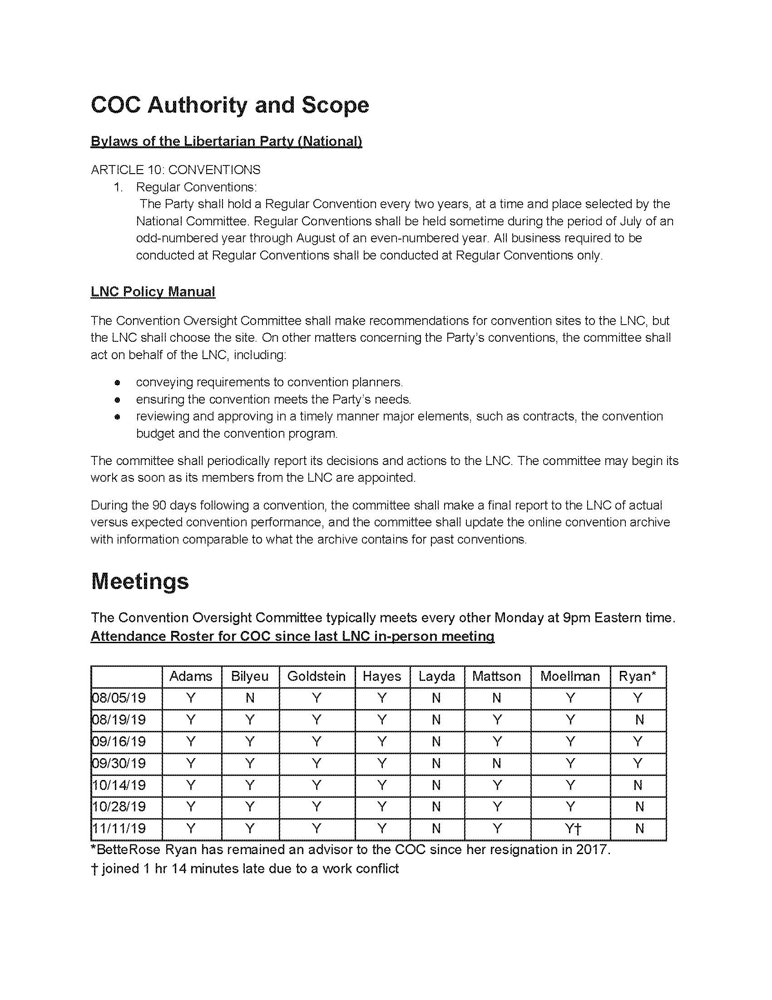 COC Authority and Scope
Bylaws of the Libertarian Party (National)
ARTICLE 10: CONVENTIONS
1. Regular Conventions:
The Party shall hold a Regular Convention every two years, at a time and place selected by the
National Committee. Regular Conventions shall be held sometime during the period of July of an
odd-numbered year through August of an even-numbered year. All business required to be
conducted at Regular Conventions shall be conducted at Regular Conventions only.
LNC Policy Manual
The Convention Oversight Committee shall make recommendations for convention sites to the LNC, but
the LNC shall choose the site. On other matters concerning the Party's conventions, the committee shall
act on behalf of the LNC, including:
● conveying requirements to convention planners.
● ensuring the convention meets the Party's needs.
● reviewing and approving in a timely manner major elements, such as contracts, the convention
budget and the convention program.
The committee shall periodically report its decisions and actions to the LNC. The committee may begin its
work as soon as its members from the LNC are appointed.
During the 90 days following a convention, the committee shall make a final report to the LNC of actual
versus expected convention performance, and the committee shall update the online convention archive
with information comparable to what the archive contains for past conventions.
Meetings
The Convention Oversight Committee typically meets every other Monday at 9pm Eastern time.
Attendance Roster for COC since last LNC in-person meeting
Adams Bilyeu Goldstein Hayes Layda Mattson Moellman Ryan*
08/05/19 Y N Y Y N N Y Y
08/19/19 Y Y Y Y N Y Y N
09/16/19 Y Y Y Y N Y Y Y
09/30/19 Y Y Y Y N N Y Y
10/14/19 Y Y Y Y N Y Y N
10/28/19 Y Y Y Y N Y Y N
11/11/19 Y Y Y Y N Y Y† N
*BetteRose Ryan has remained an advisor to the COC since her resignation in 2017.
† joined 1 hr 14 minutes late due to a work conflict